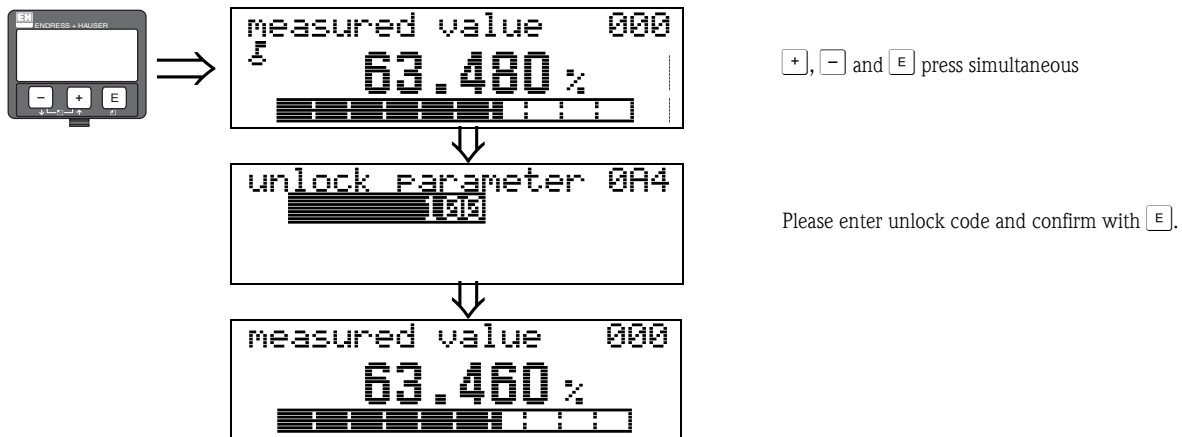 EH ENDRESS + HAUSER
- + E
measured value 000
63.480 %
+, - and E press simultaneous
unlock parameter 0A4
100
Please enter unlock code and confirm with E.
measured value 000
63.460 %